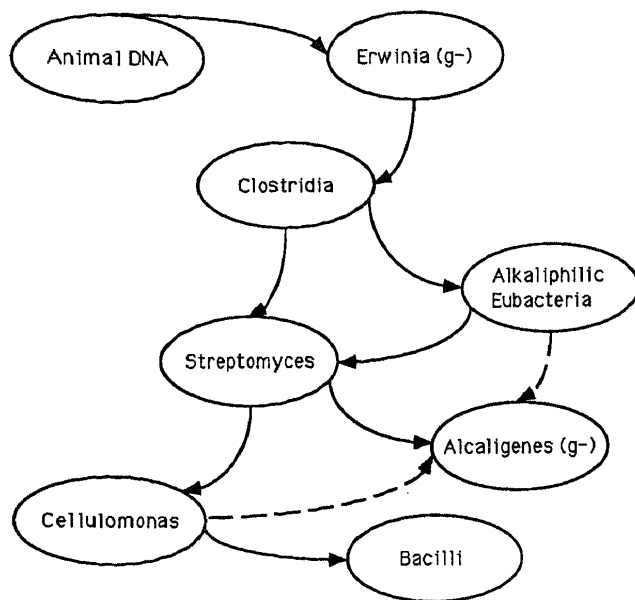 Animal DNA
Erwinia (g-)
Clostridia
Alkaliphilic
Eubacteria
Streptomyces
Alcaligenes (g-)
Cellulomonas
Bacilli